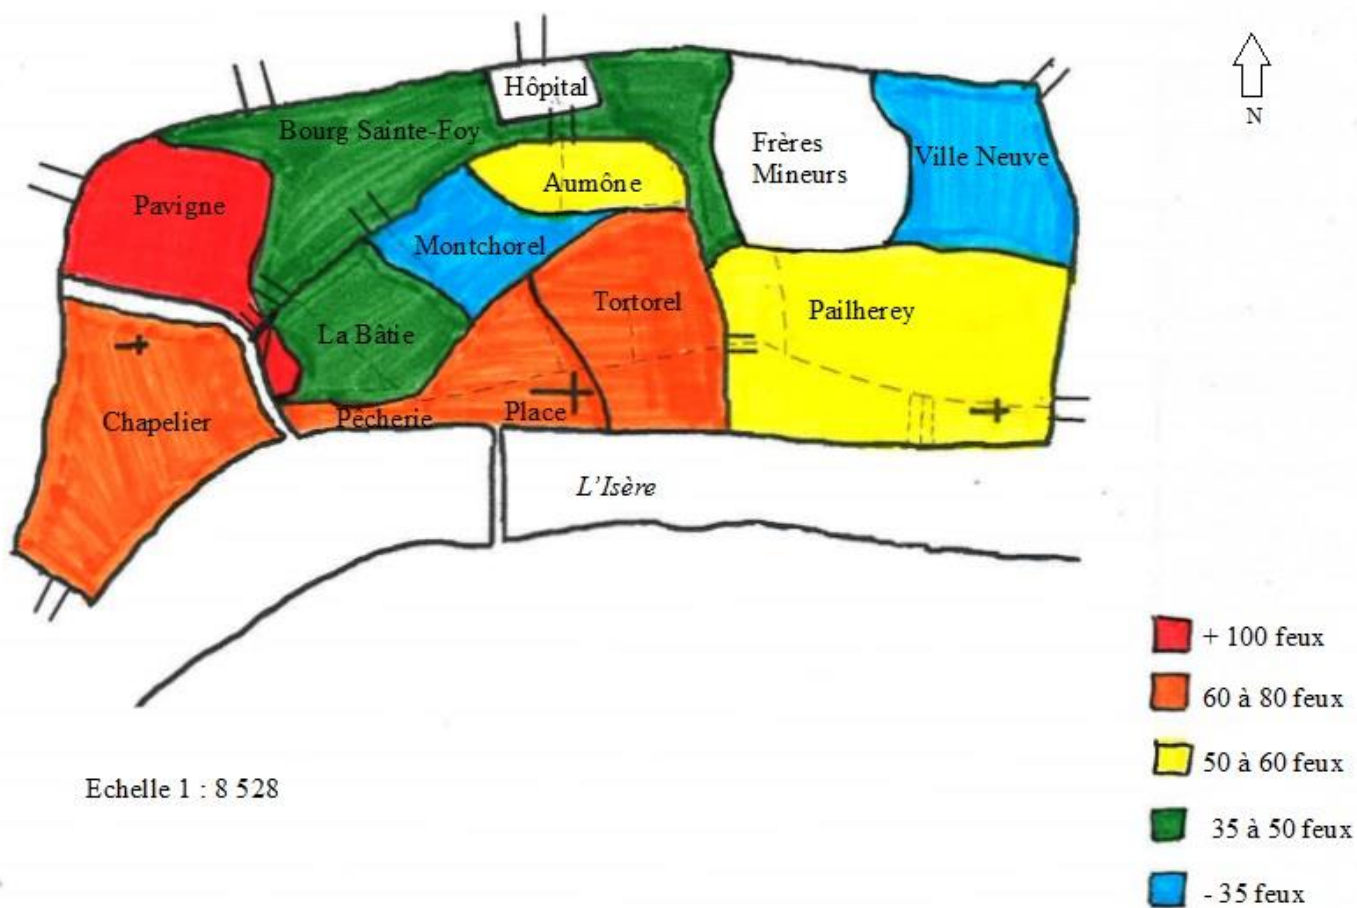 Hôpital
N
Bourg Sainte-Foy
Frères
Mineurs
Ville Neuve
Aumône
Pavigne
Montchorel
Tortorel
Pailherey
La Bâtie
Chapelier
Pêcherie
Place
L'Isère
+ 100 feux
60 à 80 feux
50 à 60 feux
35 à 50 feux
- 35 feux
Echelle 1 : 8 528